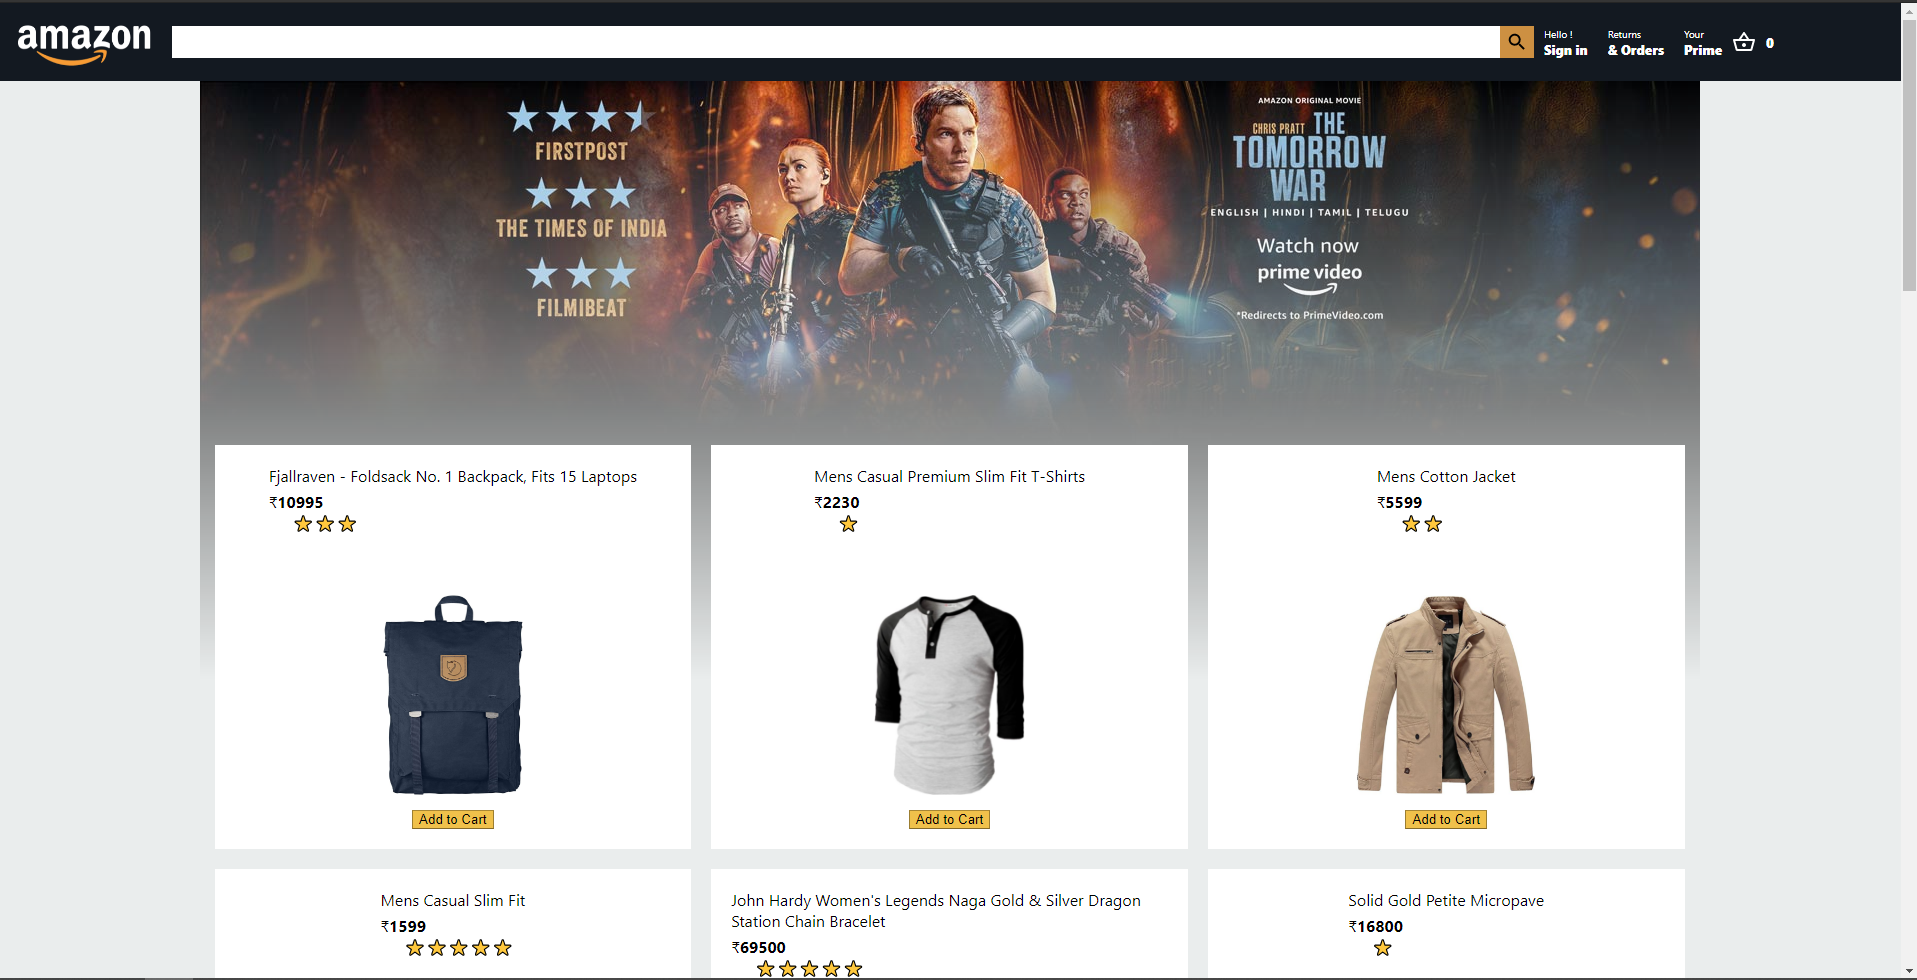 amazon
Hello !
Sign in
Returns
& Orders
Your
Prime
0
FIRSTPOST
THE TIMES OF INDIA
FILMIBEAT
AMAZON ORIGINAL MOVIE
CHRIS PRATT THE
TOMORROW
WAR
ENGLISH | HINDI | TAMIL | TELUGU
Watch now
prime video
*Redirects to PrimeVideo.com
Fjallraven - Foldsack No. 1 Backpack, Fits 15 Laptops
₹10995
Add to Cart
Mens Casual Premium Slim Fit T-Shirts
₹2230
Add to Cart
Mens Cotton Jacket
₹5599
Add to Cart
Mens Casual Slim Fit
₹1599
John Hardy Women's Legends Naga Gold & Silver Dragon
Station Chain Bracelet
₹69500
Solid Gold Petite Micropave
₹16800